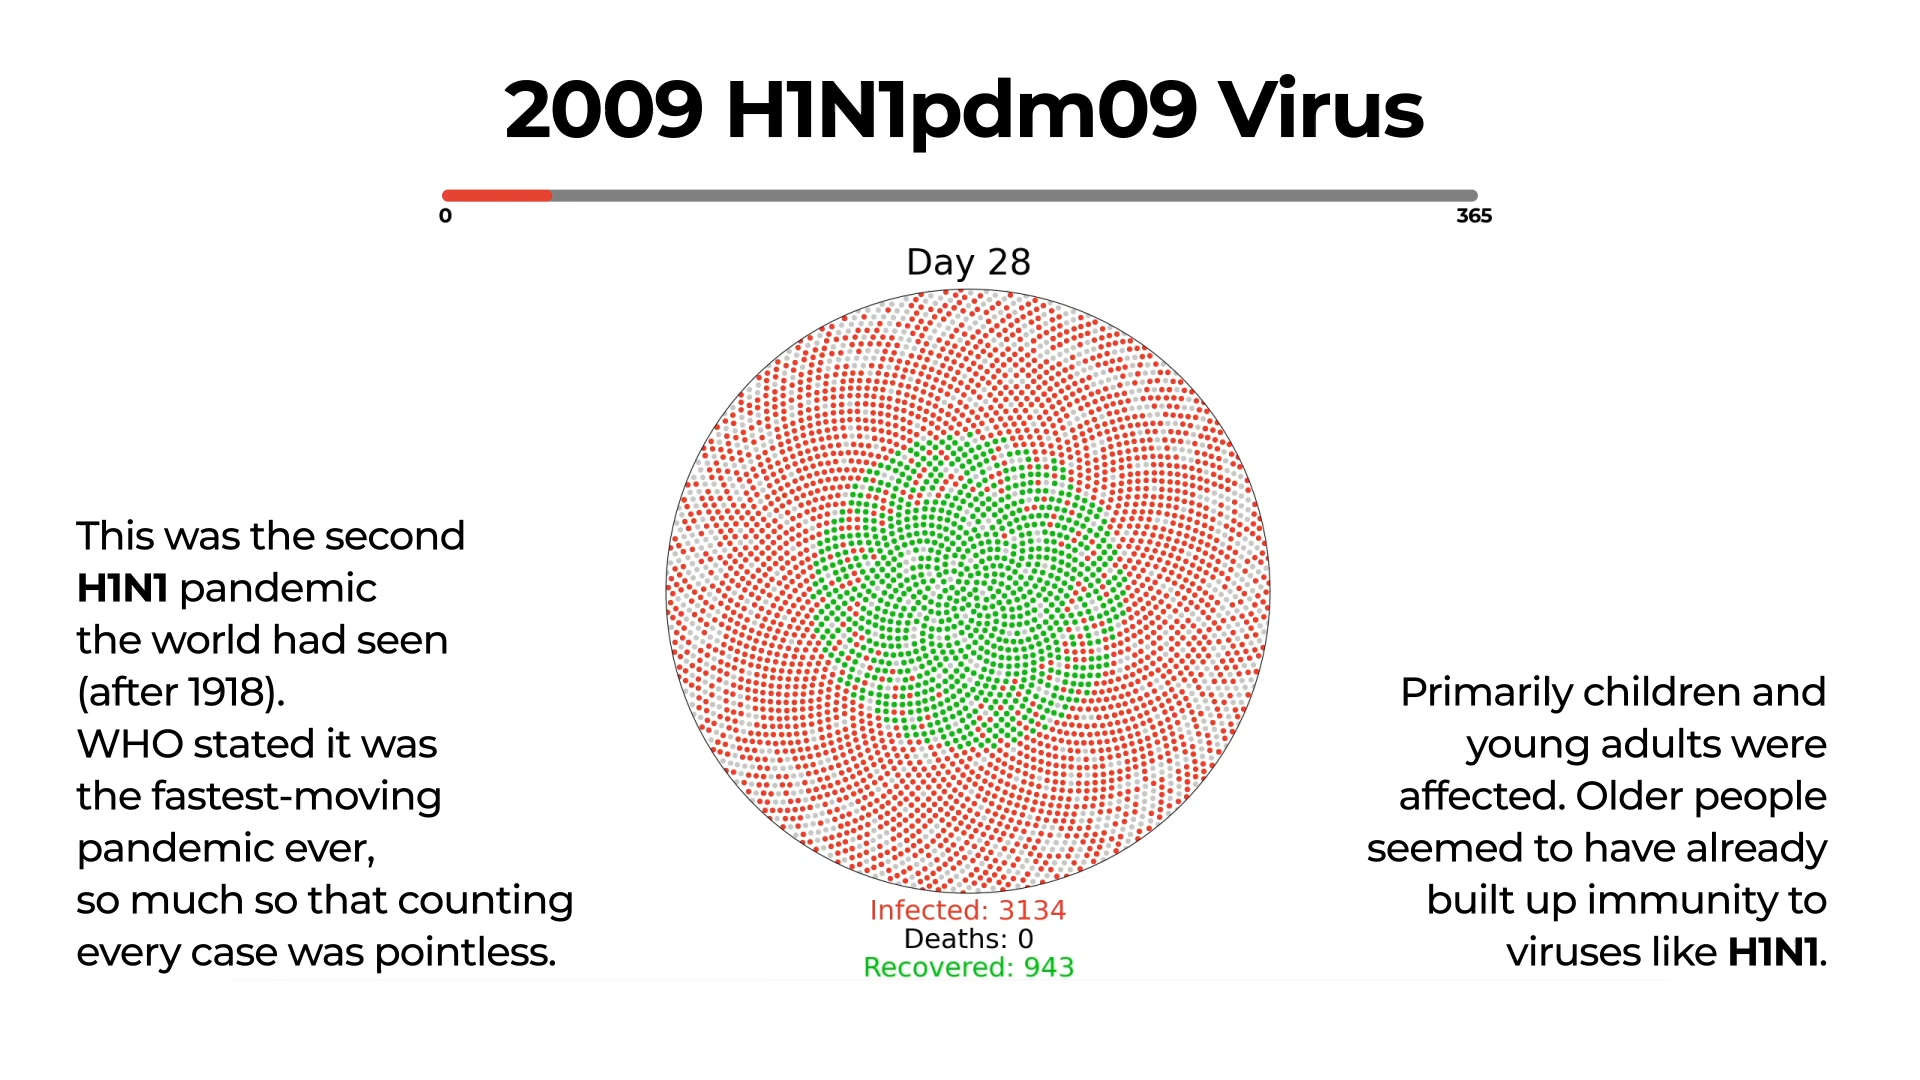 2009 H1N1pdm09 Virus
0
365
Day 28
This was the second
H1N1 pandemic
the world had seen
(after 1918).
WHO stated it was
the fastest-moving
pandemic ever,
so much so that counting
every case was pointless.
Primarily children and
young adults were
affected. Older people
seemed to have already
built up immunity to
viruses like H1N1.
Infected: 3134
Deaths: 0
Recovered: 943